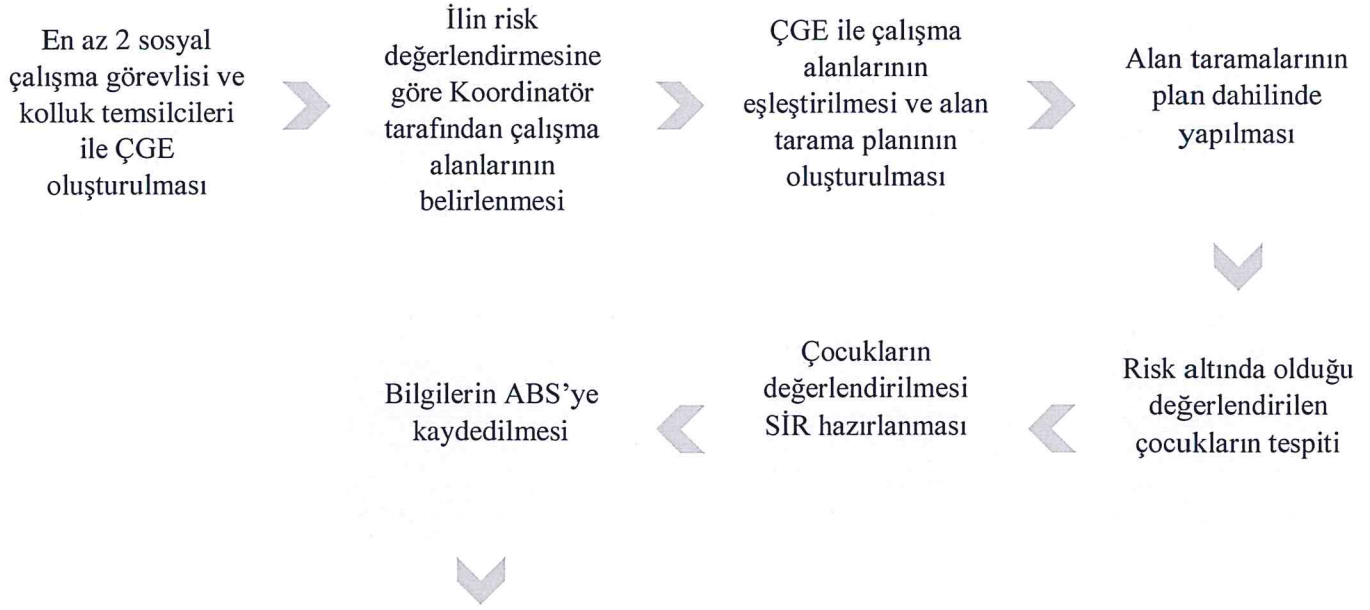 En az 2 sosyal
çalışma görevlisi ve
kolluk temsilcileri
ile ÇGE
oluşturulması
İlin risk
değerlendirmesine
göre Koordinatör
tarafından çalışma
alanlarının
belirlenmesi
ÇGE ile çalışma
alanlarının
eşleştirilmesi ve alan
tarama planının
oluşturulması
Alan taramalarının
plan dahilinde
yapılması
Risk altında olduğu
değerlendirilen
çocukların tespiti
Çocukların
değerlendirilmesi
SİR hazırlanması
Bilgilerin ABS’ye
kaydedilmesi